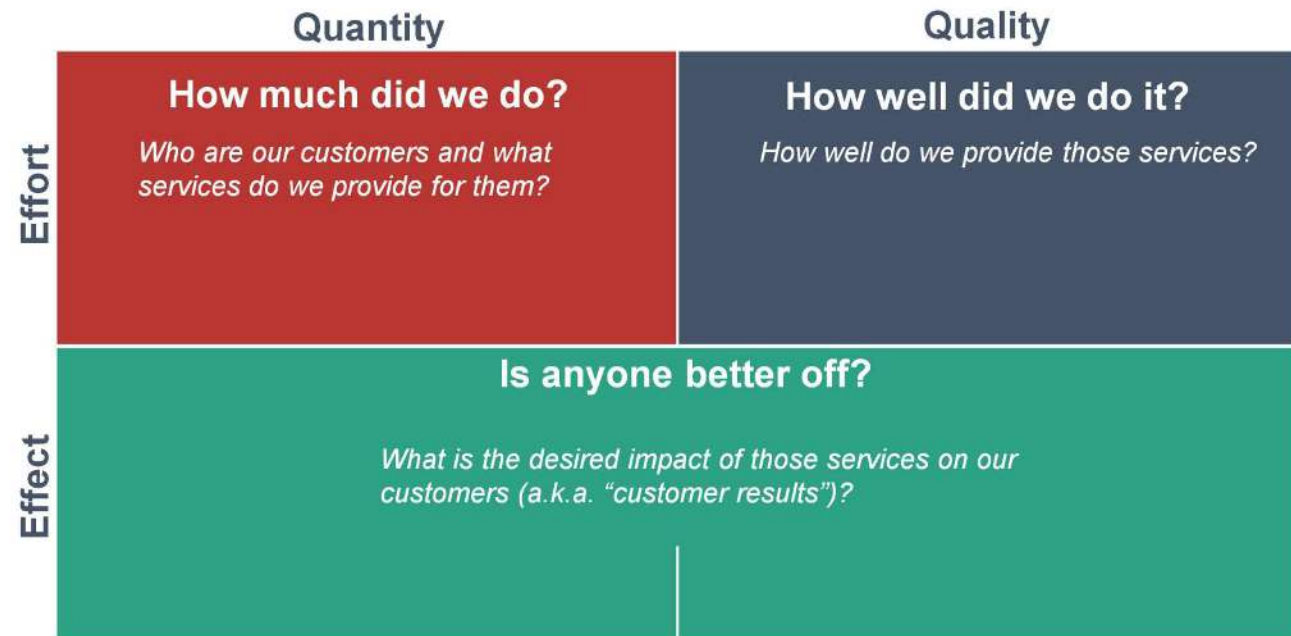 Quantity
Quality
Effort
How much did we do?
Who are our customers and what
services do we provide for them?
How well did we do it?
How well do we provide those services?
Effect
Is anyone better off?
What is the desired impact of those services on our
customers (a.k.a. “customer results”)?